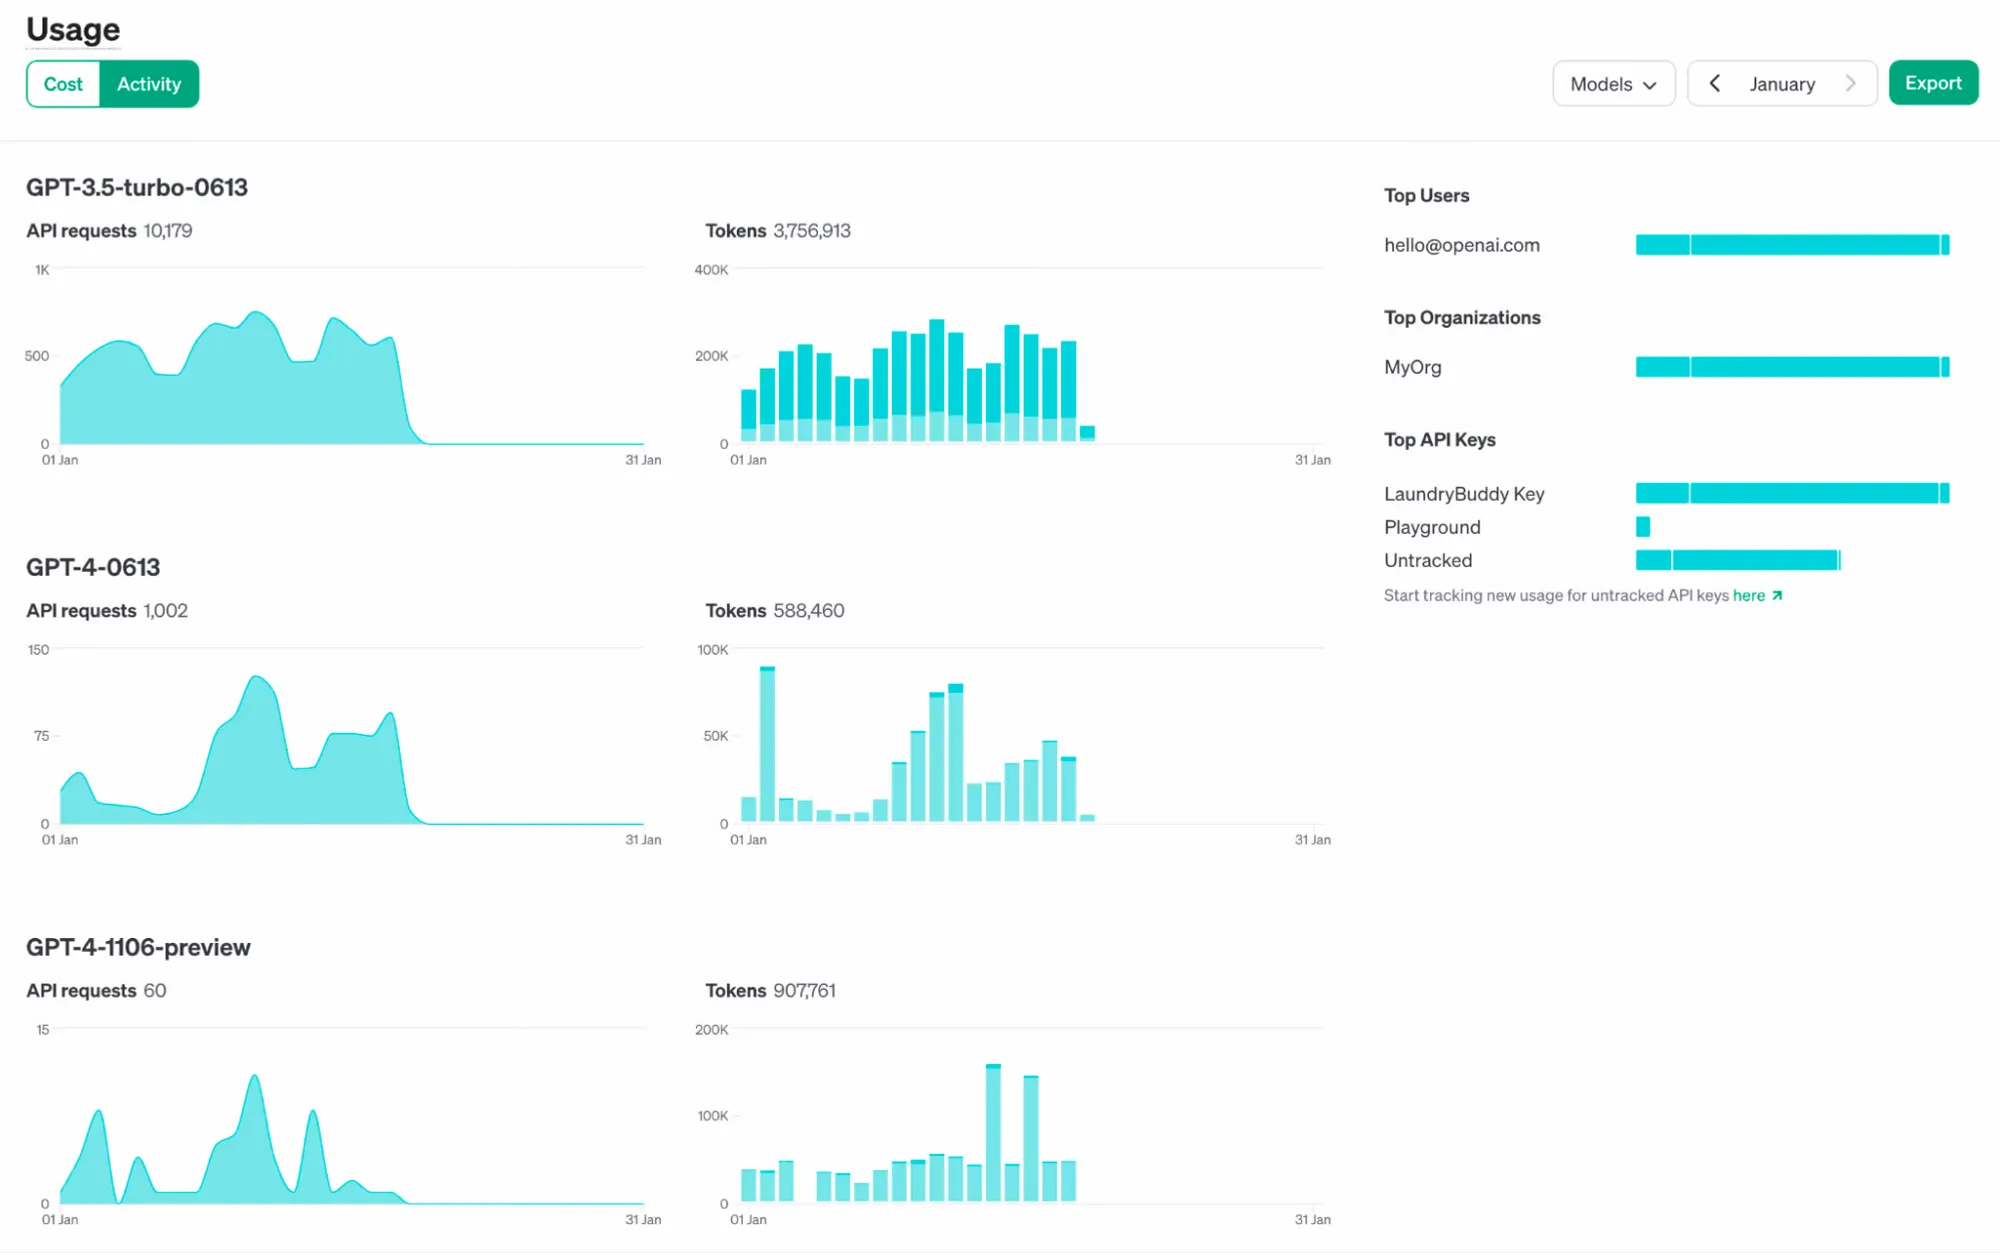 Usage
Cost Activity
Models January Export
GPT-3.5-turbo-0613
API requests 10,179
1K
500
0
01 Jan 31 Jan
Tokens 3,756,913
400K
200K
0
01 Jan 31 Jan
GPT-4-0613
API requests 1,002
150
75
0
01 Jan 31 Jan
Tokens 588,460
100K
50K
0
01 Jan 31 Jan
GPT-4-1106-preview
API requests 60
15
0
01 Jan 31 Jan
Tokens 907,761
200K
100K
0
01 Jan 31 Jan
Top Users
hello@openai.com
Top Organizations
MyOrg
Top API Keys
LaundryBuddy Key
Playground
Untracked
Start tracking new usage for untracked API keys here